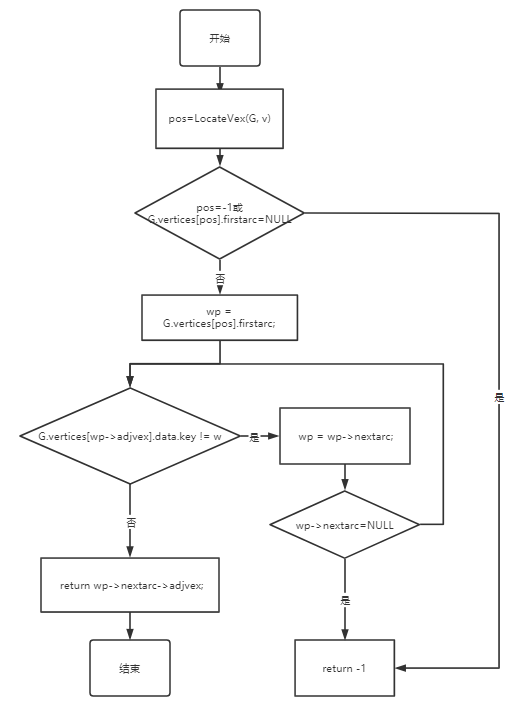 开始
pos=LocateVex(G, v)
pos=-1或
G.vertices[pos].firstarc=NULL
否
wp =
G.vertices[pos].firstarc;
是
G.vertices[wp->adjvex].data.key != w
是
wp = wp->nextarc;
否
wp->nextarc=NULL
return wp->nextarc->adjvex;
是
结束
return -1